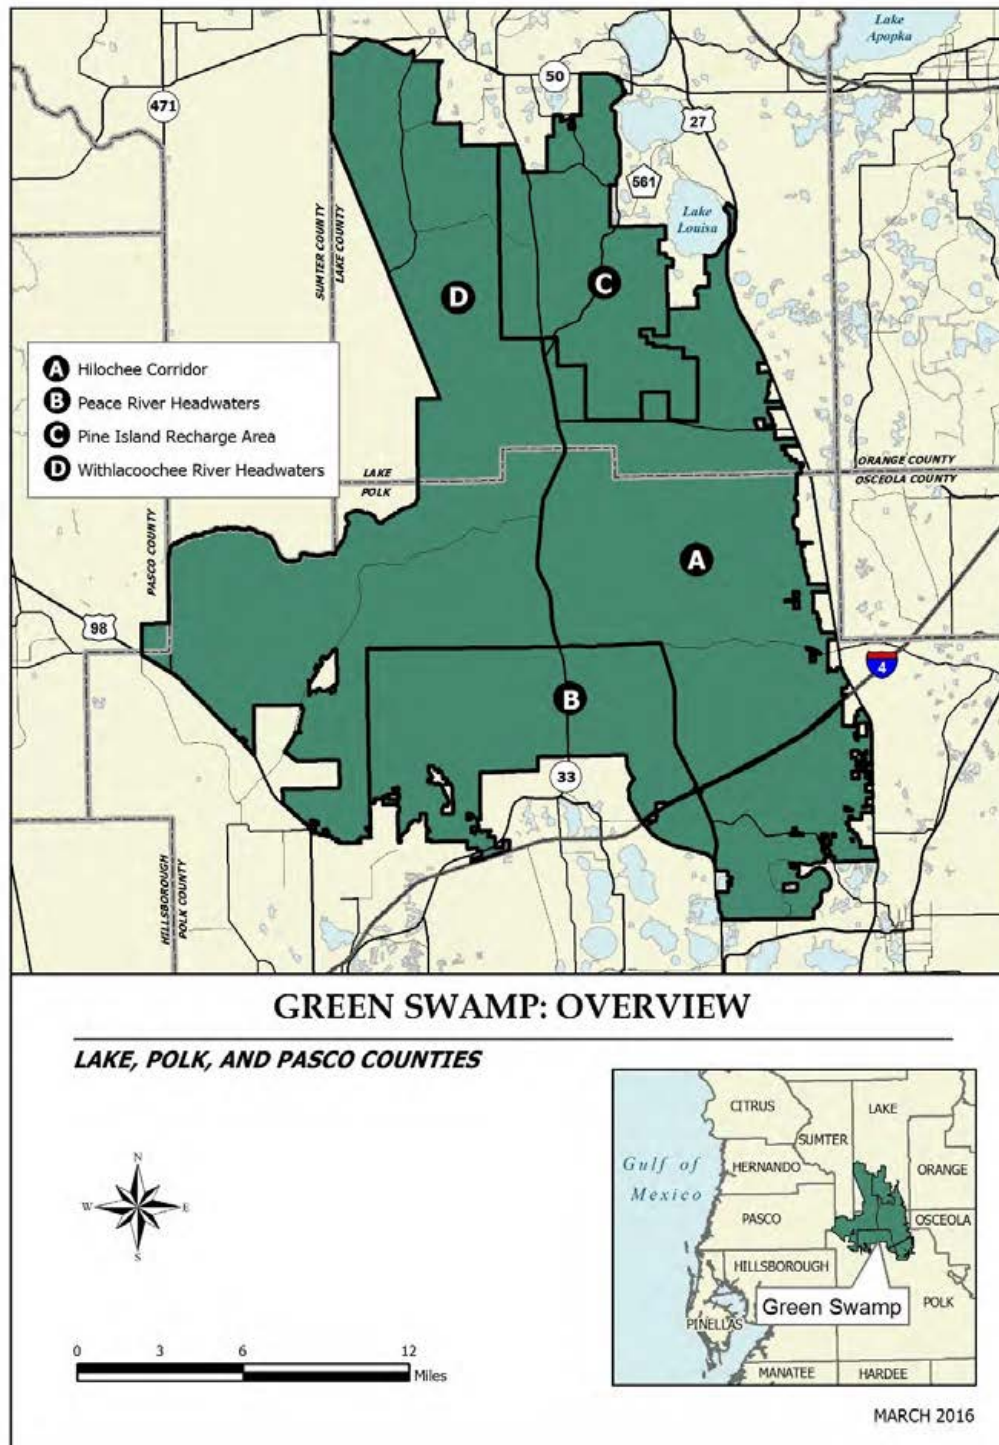 Lake
Apopka
50
471
27
561
Lake
Louisa
SUMTER COUNTY
LAKE COUNTY
D
C
A Hilochee Corridor
B Peace River Headwaters
C Pine Island Recharge Area
D Withlacoochee River Headwaters
LAKE
POLK
ORANGE COUNTY
OSCEOLA COUNTY
PASCO COUNTY
A
98
4
B
33
HILLSBOROUGH
POLK COUNTY
GREEN SWAMP: OVERVIEW
LAKE, POLK, AND PASCO COUNTIES
N
W E
S
0 3 6 12
Miles
CITRUS
LAKE
SUMTER
Gulf of
Mexico
HERNANDO
ORANGE
PASCO
OSCEOLA
HILLSBOROUGH
Green Swamp
POLK
PINELLAS
MANATEE
HARDEE
MARCH 2016